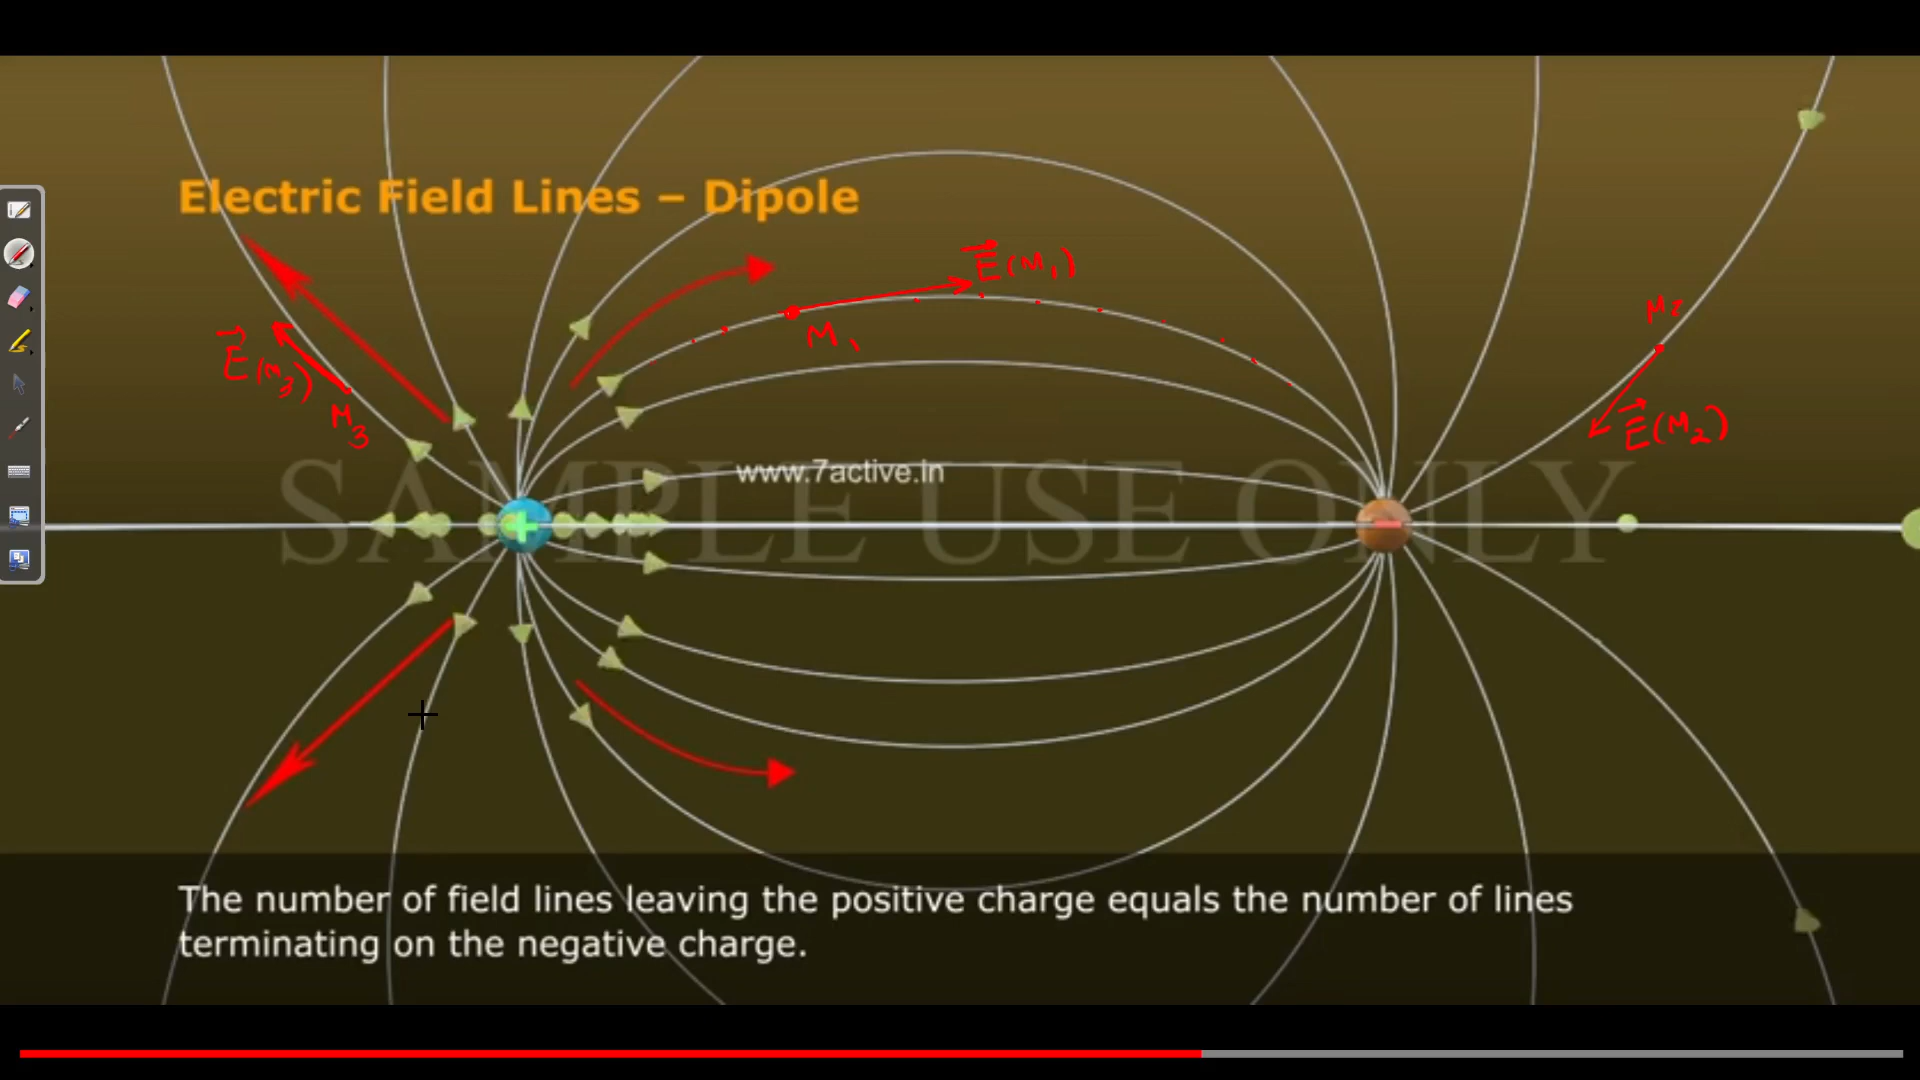 Electric Field Lines – Dipole
E(M1)
M1
M2
E(M3)
M3
E(M2)
www.7active.in
SAMPLE USE ONLY
The number of field lines leaving the positive charge equals the number of lines
terminating on the negative charge.